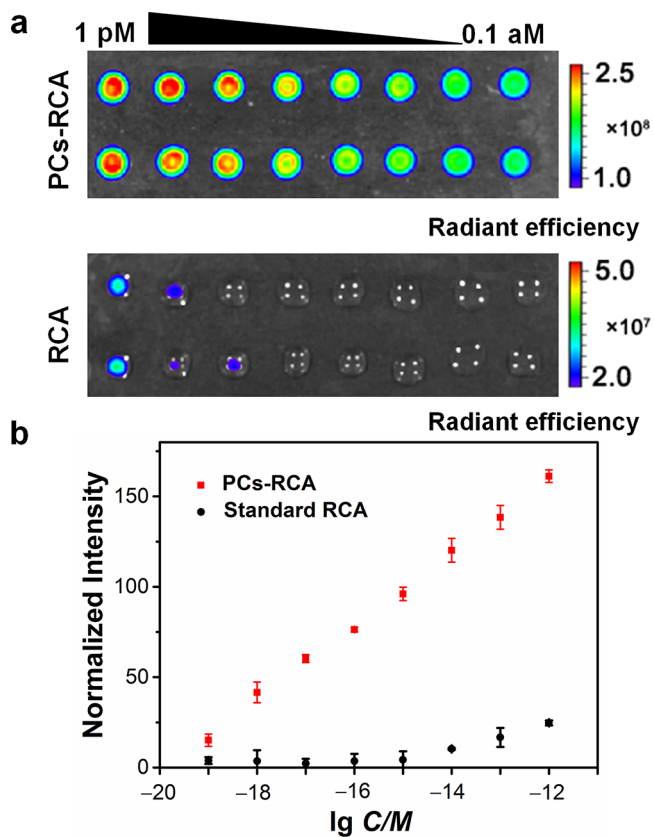 a
1 pM
0.1 aM
PCs-RCA
2.5
×10⁸
1.0
Radiant efficiency
RCA
5.0
×10⁷
2.0
Radiant efficiency
b
Normalized Intensity
150
100
50
0
PCs-RCA
Standard RCA
−20 −18 −16 −14 −12
lg C/M